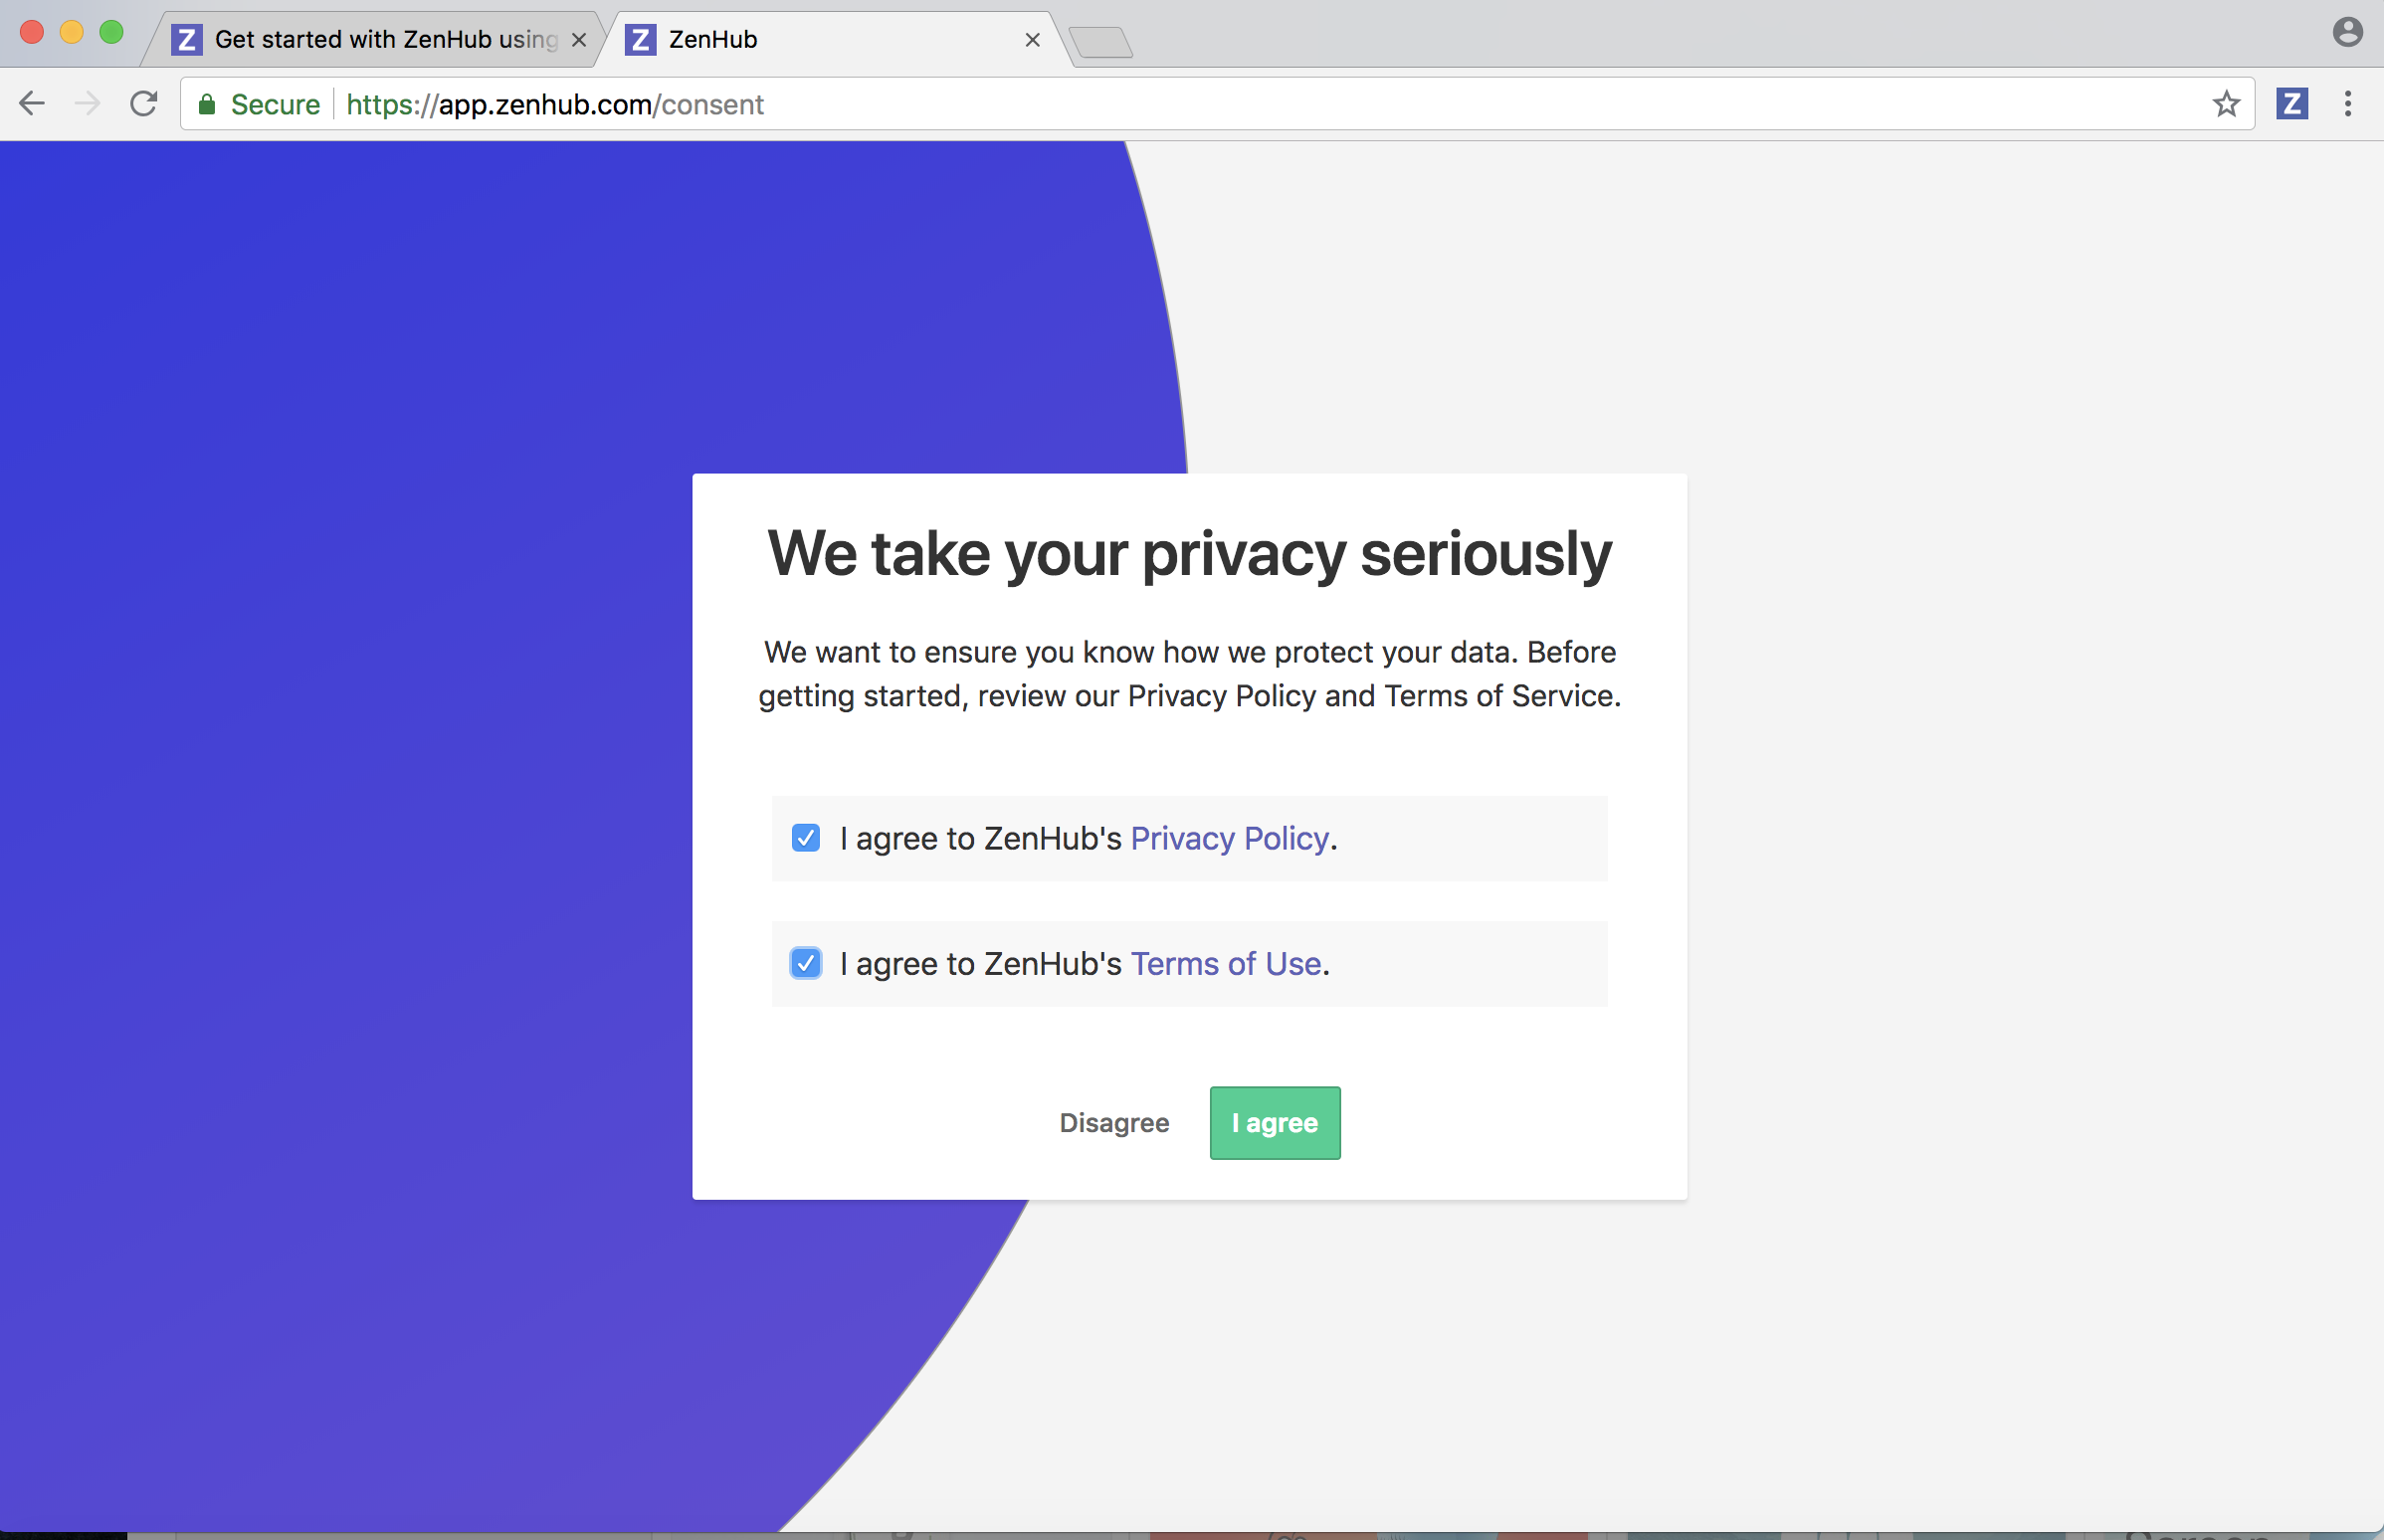 Z Get started with ZenHub using
Z ZenHub
Secure https://app.zenhub.com/consent
Z
We take your privacy seriously
We want to ensure you know how we protect your data. Before
getting started, review our Privacy Policy and Terms of Service.
I agree to ZenHub's Privacy Policy.
I agree to ZenHub's Terms of Use.
Disagree
I agree